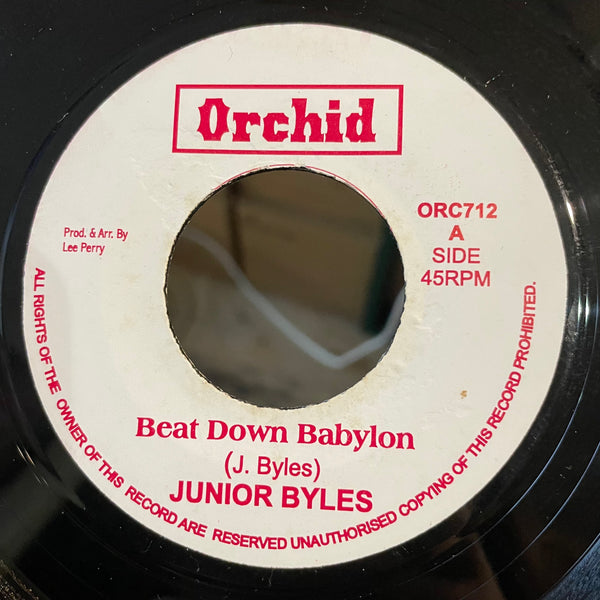 Orchid
Prod. & Arr. By
Lee Perry
ORC712
A
SIDE
45RPM
Beat Down Babylon
(J. Byles)
JUNIOR BYLES
ALL RIGHTS OF THE OWNER OF THIS RECORD ARE RESERVED UNAUTHORISED COPYING OF THIS RECORD PROHIBITED.